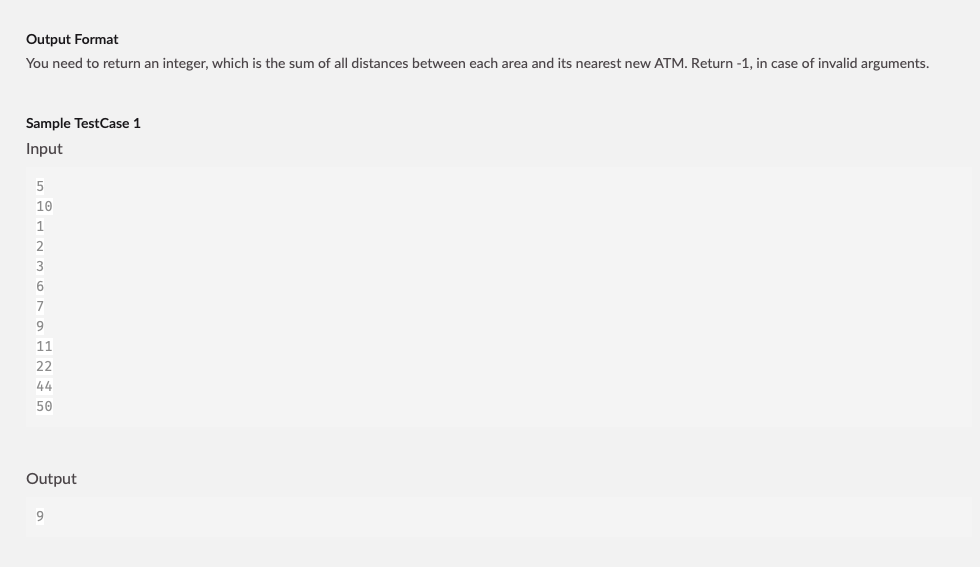 Output Format
You need to return an integer, which is the sum of all distances between each area and its nearest new ATM. Return -1, in case of invalid arguments.
Sample TestCase 1
Input
5
10
1
2
3
6
7
9
11
22
44
50
Output
9